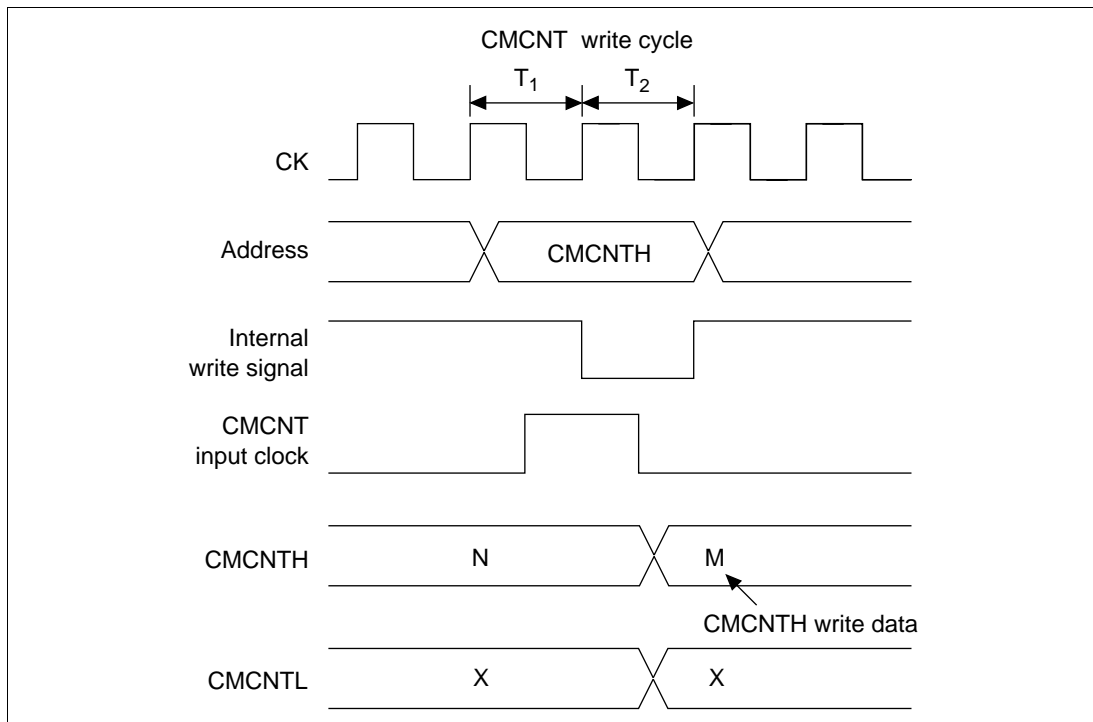 CMCNT write cycle
T1 T2
CK
Address CMCNTH
Internal
write signal
CMCNT
input clock
CMCNTH N M
CMCNTH write data
CMCNTL X X